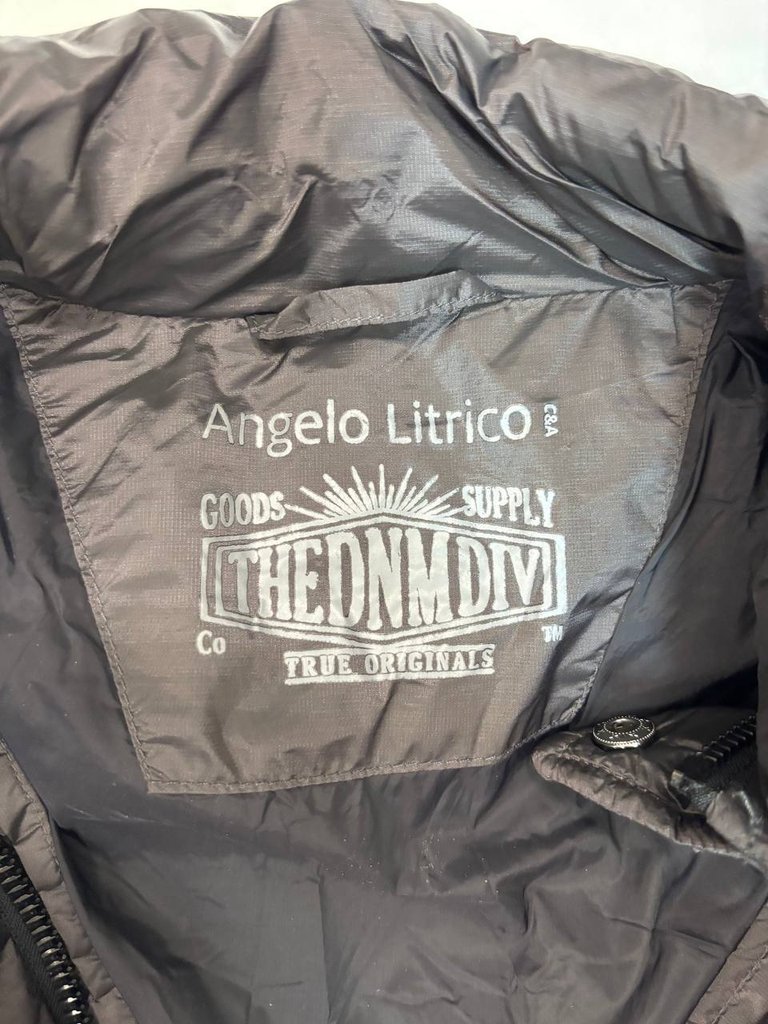 Angelo Litrico C&A
GOODS SUPPLY
THEDNMDIV
Co TM
TRUE ORIGINALS